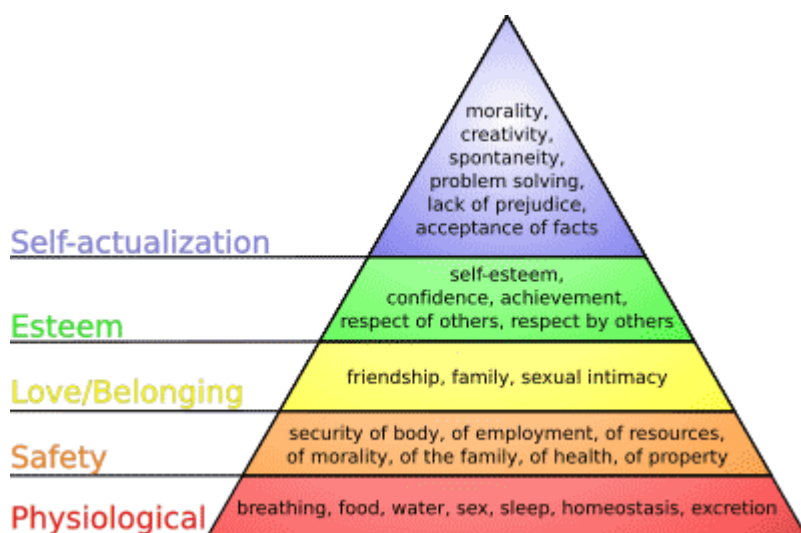 morality,
creativity,
spontaneity,
problem solving,
lack of prejudice,
acceptance of facts
Self-actualization
self-esteem,
confidence, achievement,
respect of others, respect by others
Esteem
friendship, family, sexual intimacy
Love/Belonging
security of body, of employment, of resources,
of morality, of the family, of health, of property
Safety
breathing, food, water, sex, sleep, homeostasis, excretion
Physiological